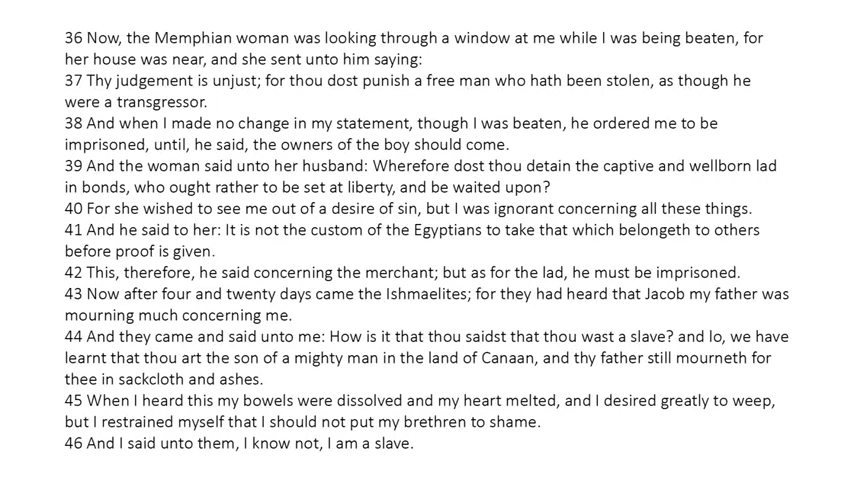 36 Now, the Memphian woman was looking through a window at me while I was being beaten, for
her house was near, and she sent unto him saying:
37 Thy judgement is unjust; for thou dost punish a free man who hath been stolen, as though he
were a transgressor.
38 And when I made no change in my statement, though I was beaten, he ordered me to be
imprisoned, until, he said, the owners of the boy should come.
39 And the woman said unto her husband: Wherefore dost thou detain the captive and wellborn lad
in bonds, who ought rather to be set at liberty, and be waited upon?
40 For she wished to see me out of a desire of sin, but I was ignorant concerning all these things.
41 And he said to her: It is not the custom of the Egyptians to take that which belongeth to others
before proof is given.
42 This, therefore, he said concerning the merchant; but as for the lad, he must be imprisoned.
43 Now after four and twenty days came the Ishmaelites; for they had heard that Jacob my father was
mourning much concerning me.
44 And they came and said unto me: How is it that thou saidst that thou wast a slave? and lo, we have
learnt that thou art the son of a mighty man in the land of Canaan, and thy father still mourneth for
thee in sackcloth and ashes.
45 When I heard this my bowels were dissolved and my heart melted, and I desired greatly to weep,
but I restrained myself that I should not put my brethren to shame.
46 And I said unto them, I know not, I am a slave.